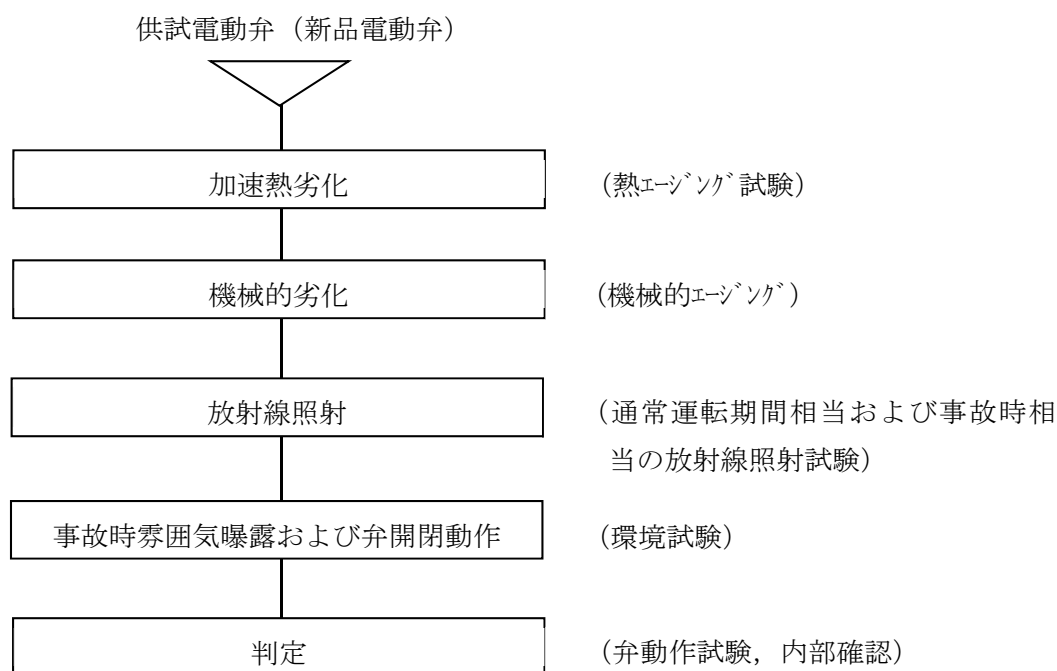 供試電動弁（新品電動弁）
加速熱劣化
（熱ｴｰｼﾞﾝｸﾞ試験）
機械的劣化
（機械的ｴｰｼﾞﾝｸﾞ）
放射線照射
（通常運転期間相当および事故時相
当の放射線照射試験）
事故時雰囲気曝露および弁開閉動作
（環境試験）
判定
（弁動作試験，内部確認）